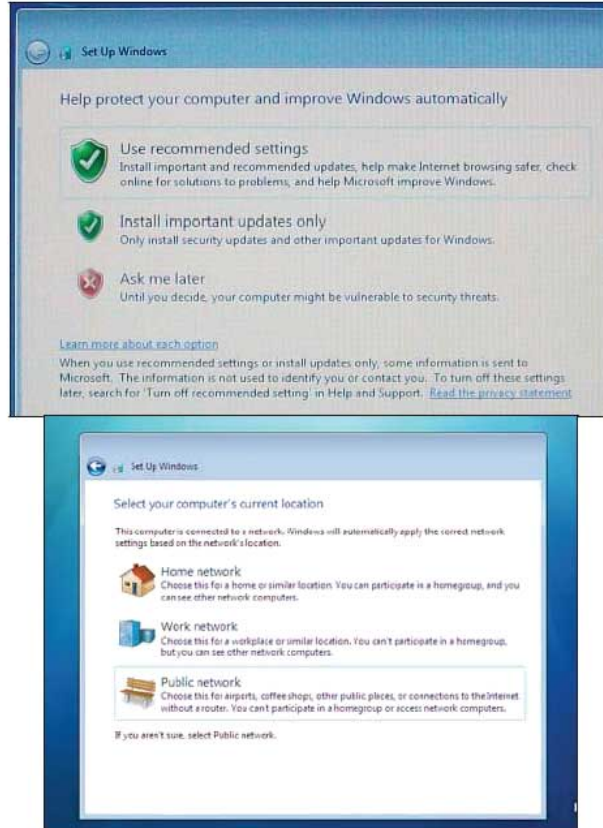 Set Up Windows
Help protect your computer and improve Windows automatically
Use recommended settings
Install important and recommended updates, help make Internet browsing safer, check
online for solutions to problems, and help Microsoft improve Windows.
Install important updates only
Only install security updates and other important updates for Windows.
Ask me later
Until you decide, your computer might be vulnerable to security threats.
Learn more about each option
When you use recommended settings or install updates only, some information is sent to
Microsoft. The information is not used to identify you or contact you. To turn off these settings
later, search for 'Turn off recommended setting' in Help and Support. Read the privacy statement
Set Up Windows
Select your computer's current location
This computer is connected to a network. Windows will automatically apply the correct network
settings based on the network's location.
Home network
Choose this for a home or similar location. You can participate in a homegroup, and you
can see other network computers.
Work network
Choose this for a workplace or similar location. You can't participate in a homegroup,
but you can see other network computers.
Public network
Choose this for airports, coffee shops, other public places, or connections to the Internet
without a router. You can't participate in a homegroup or access network computers.
If you aren't sure, select Public network.